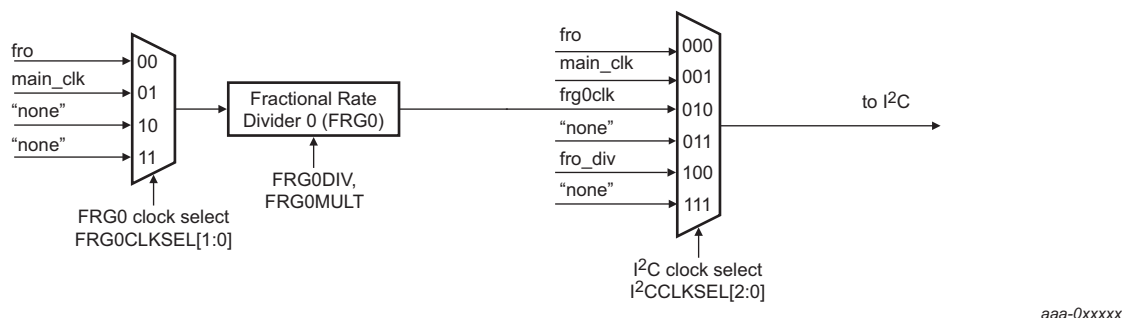 fro
main_clk
“none”
“none”
00
01
10
11
FRG0 clock select
FRG0CLKSEL[1:0]
Fractional Rate
Divider 0 (FRG0)
FRG0DIV,
FRG0MULT
fro
main_clk
frg0clk
“none”
fro_div
“none”
000
001
010
011
100
111
I2C clock select
I2CCLKSEL[2:0]
to I2C
aaa-0xxxxx